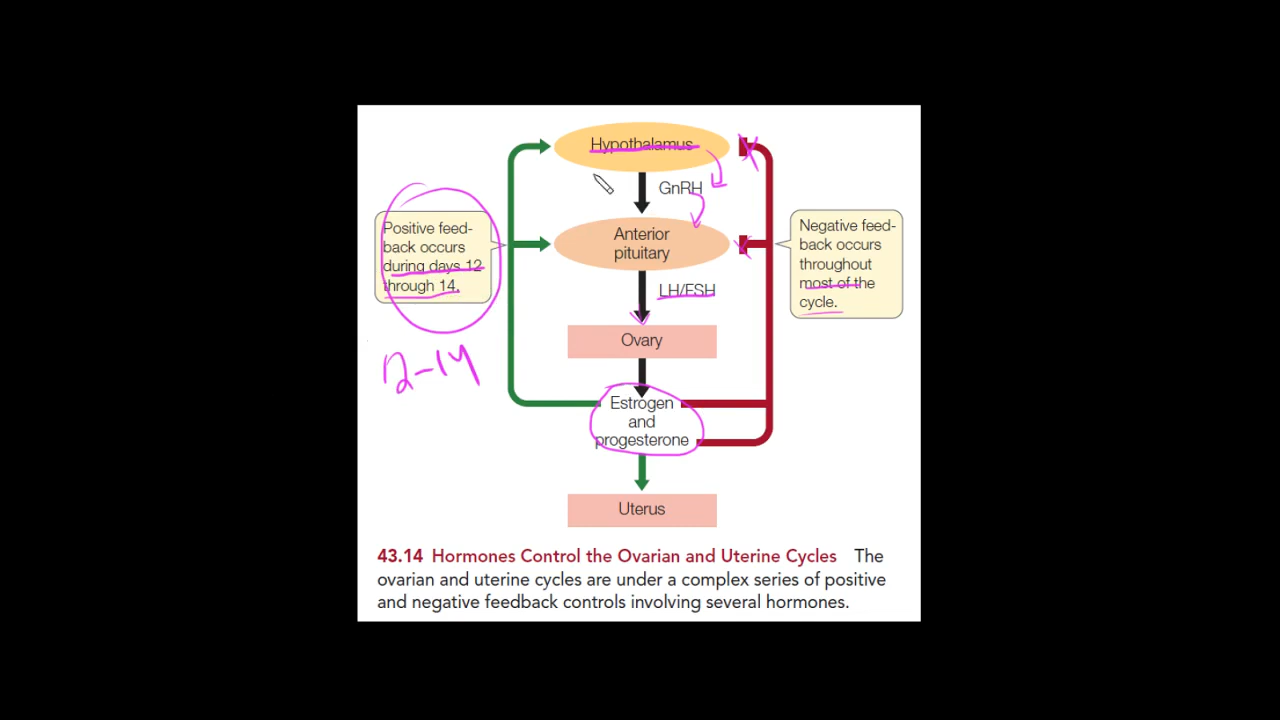 Hypothalamus
GnRH
Anterior
pituitary
LH/FSH
Ovary
Estrogen
and
progesterone
Uterus
Positive feed-
back occurs
during days 12
through 14.
12-14
Negative feed-
back occurs
throughout
most of the
cycle.
43.14 Hormones Control the Ovarian and Uterine Cycles The
ovarian and uterine cycles are under a complex series of positive
and negative feedback controls involving several hormones.